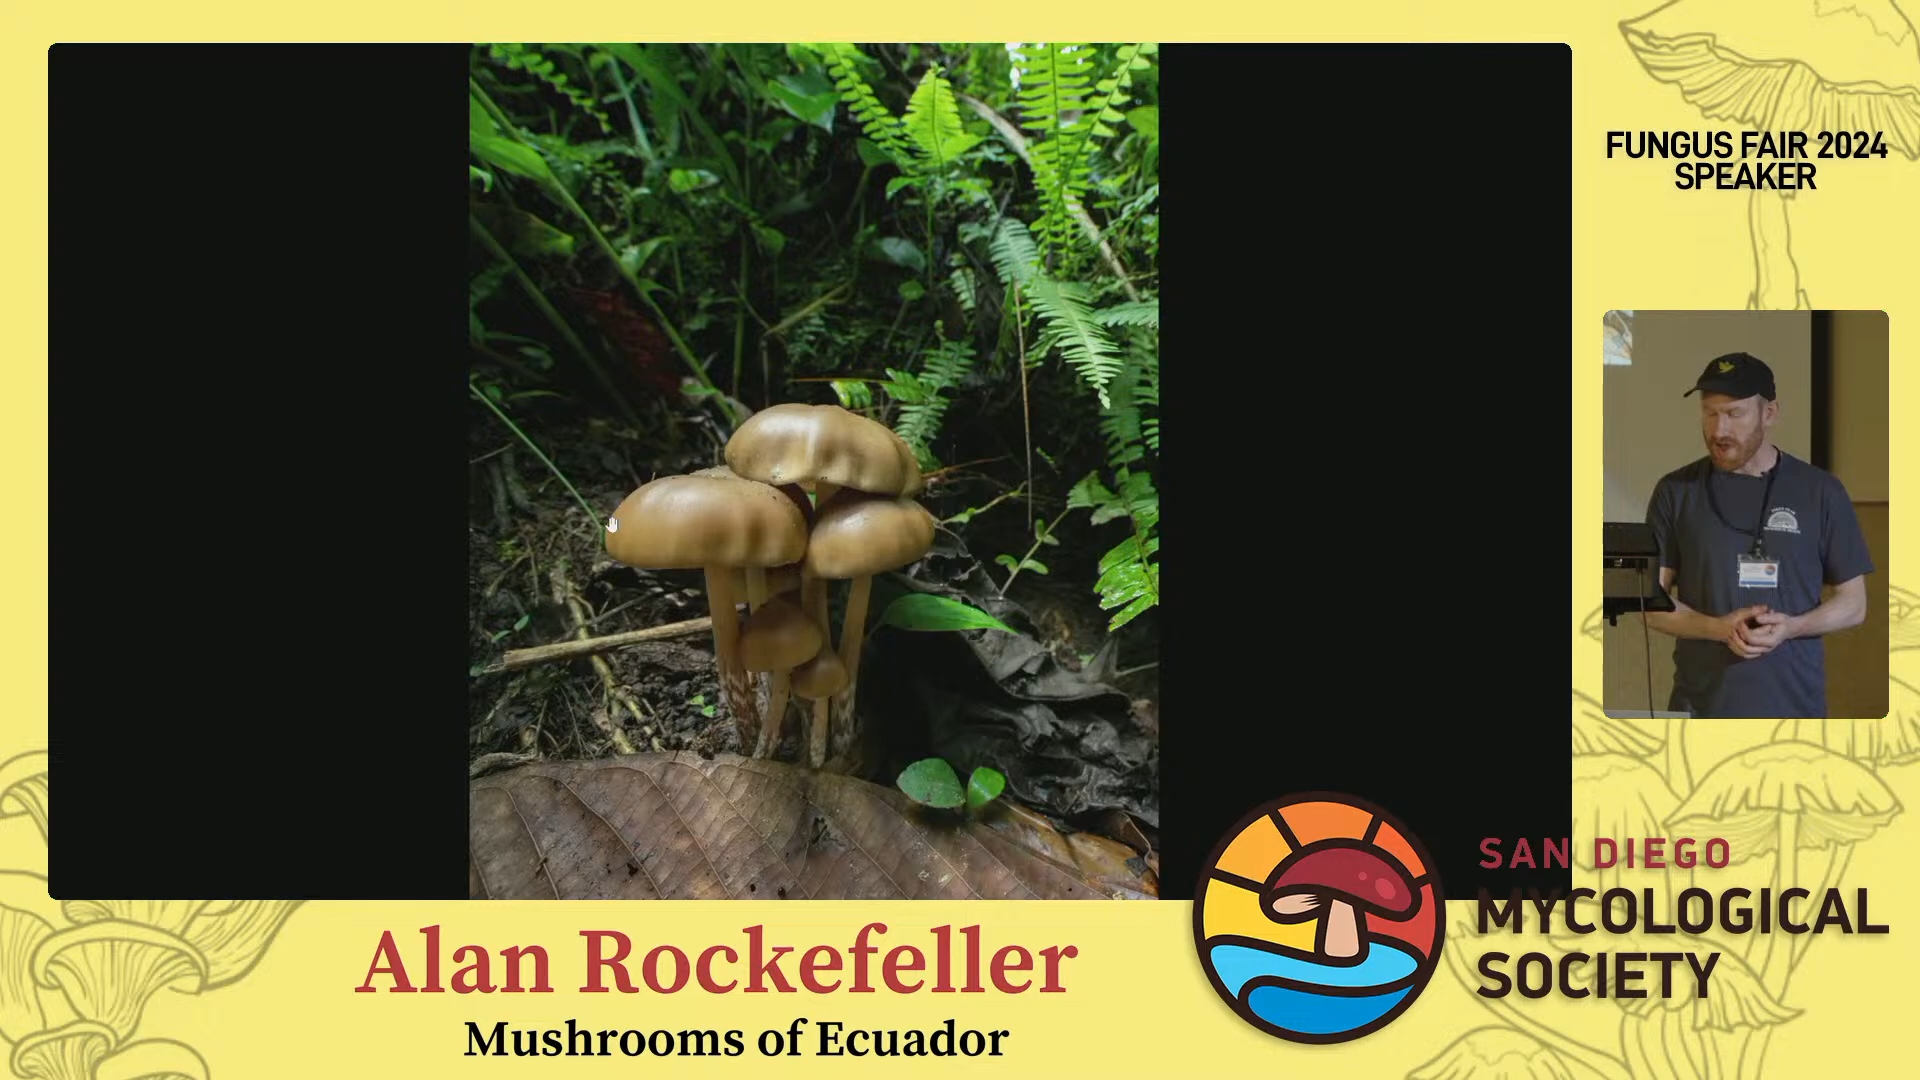 FUNGUS FAIR 2024
SPEAKER
SAN DIEGO
MYCOLOGICAL
SOCIETY
Alan Rockefeller
Mushrooms of Ecuador